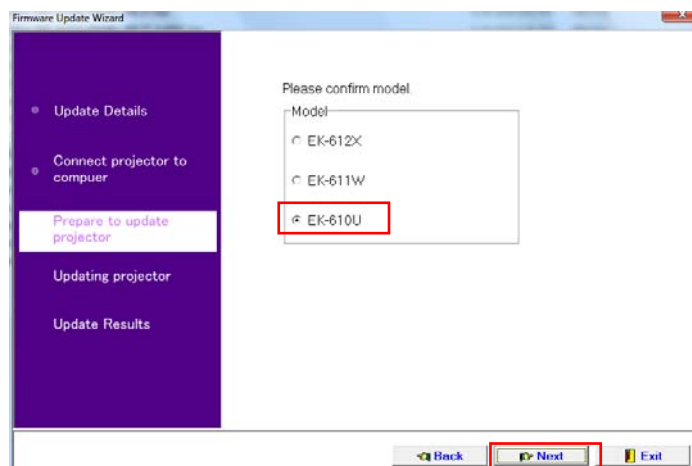 Firmware Update Wizard
Update Details
Connect projector to
compuer
Prepare to update
projector
Updating projector
Update Results
Please confirm model.
Model
EK-612X
EK-611W
EK-610U
Back
Next
Exit